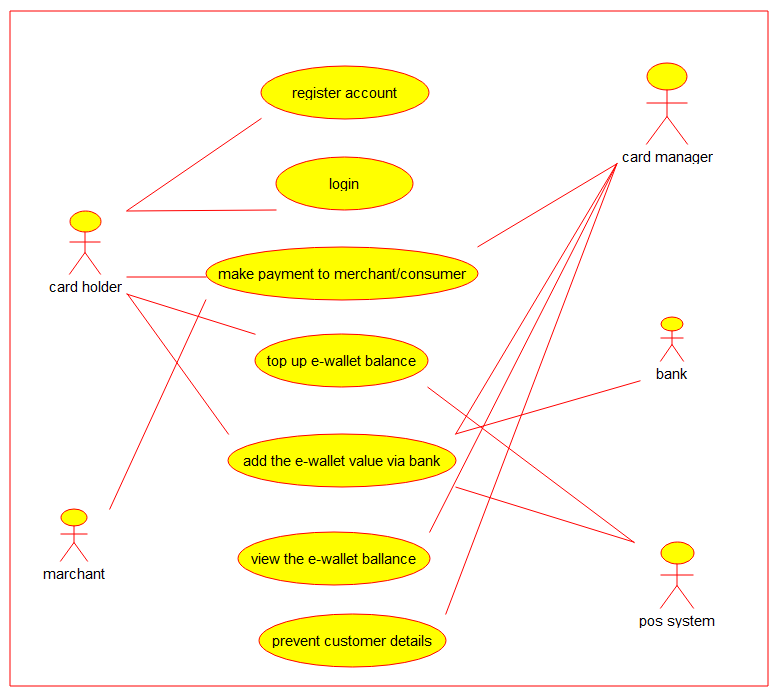 register account
card manager
login
card holder
make payment to merchant/consumer
top up e-wallet balance
bank
add the e-wallet value via bank
view the e-wallet ballance
marchant
pos system
prevent customer details